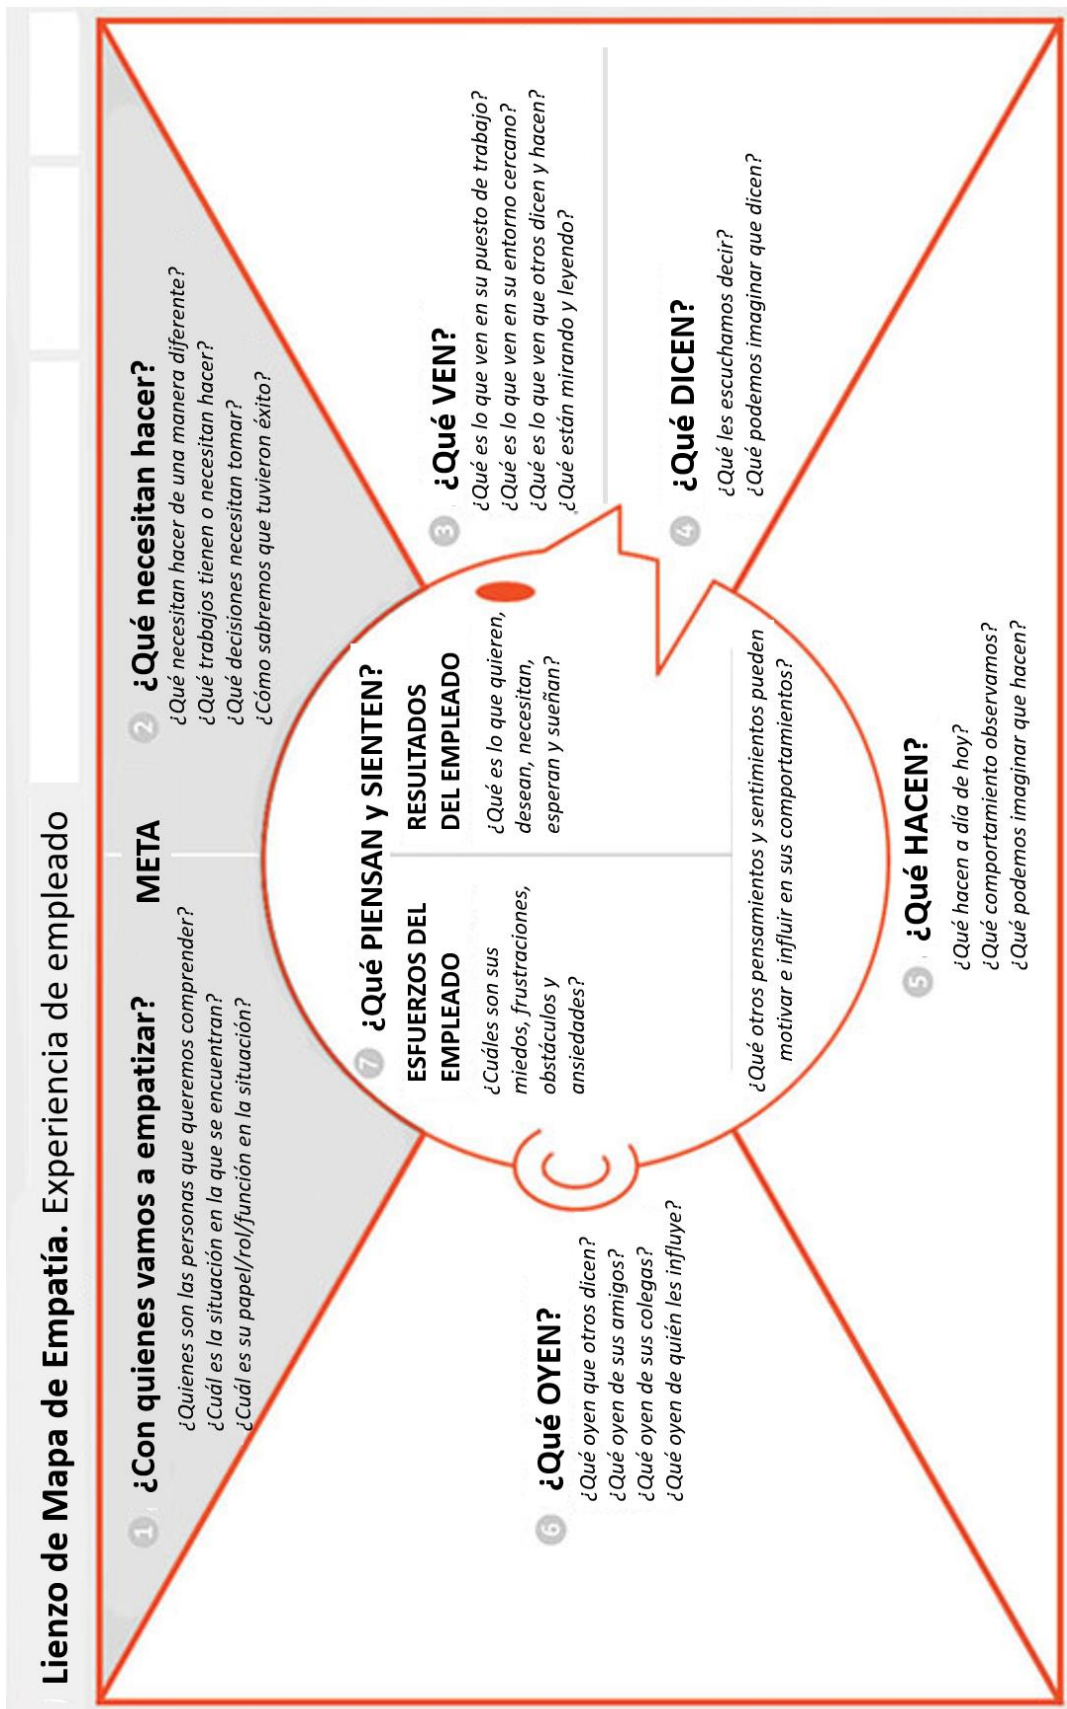 Lienzo de Mapa de Empatía. Experiencia de empleado
META
1 ¿Con quienes vamos a empatizar?
¿Quienes son las personas que queremos comprender?
¿Cuál es la situación en la que se encuentran?
¿Cuál es su papel/rol/función en la situación?
2 ¿Qué necesitan hacer?
¿Qué necesitan hacer de una manera diferente?
¿Qué trabajos tienen o necesitan hacer?
¿Qué decisiones necesitan tomar?
¿Cómo sabremos que tuvieron éxito?
3 ¿Qué VEN?
¿Qué es lo que ven en su puesto de trabajo?
¿Qué es lo que ven en su entorno cercano?
¿Qué es lo que ven que otros dicen y hacen?
¿Qué están mirando y leyendo?
4 ¿Qué DICEN?
¿Qué les escuchamos decir?
¿Qué podemos imaginar que dicen?
5 ¿Qué HACEN?
¿Qué hacen a día de hoy?
¿Qué comportamiento observamos?
¿Qué podemos imaginar que hacen?
6 ¿Qué OYEN?
¿Qué oyen que otros dicen?
¿Qué oyen de sus amigos?
¿Qué oyen de sus colegas?
¿Qué oyen de quién les influye?
7 ¿Qué PIENSAN y SIENTEN?
ESFUERZOS DEL
EMPLEADO
¿Cuáles son sus
miedos, frustraciones,
obstáculos y
ansiedades?
RESULTADOS
DEL EMPLEADO
¿Qué es lo que quieren,
desean, necesitan,
esperan y sueñan?
¿Qué otros pensamientos y sentimientos pueden
motivar e influir en sus comportamientos?